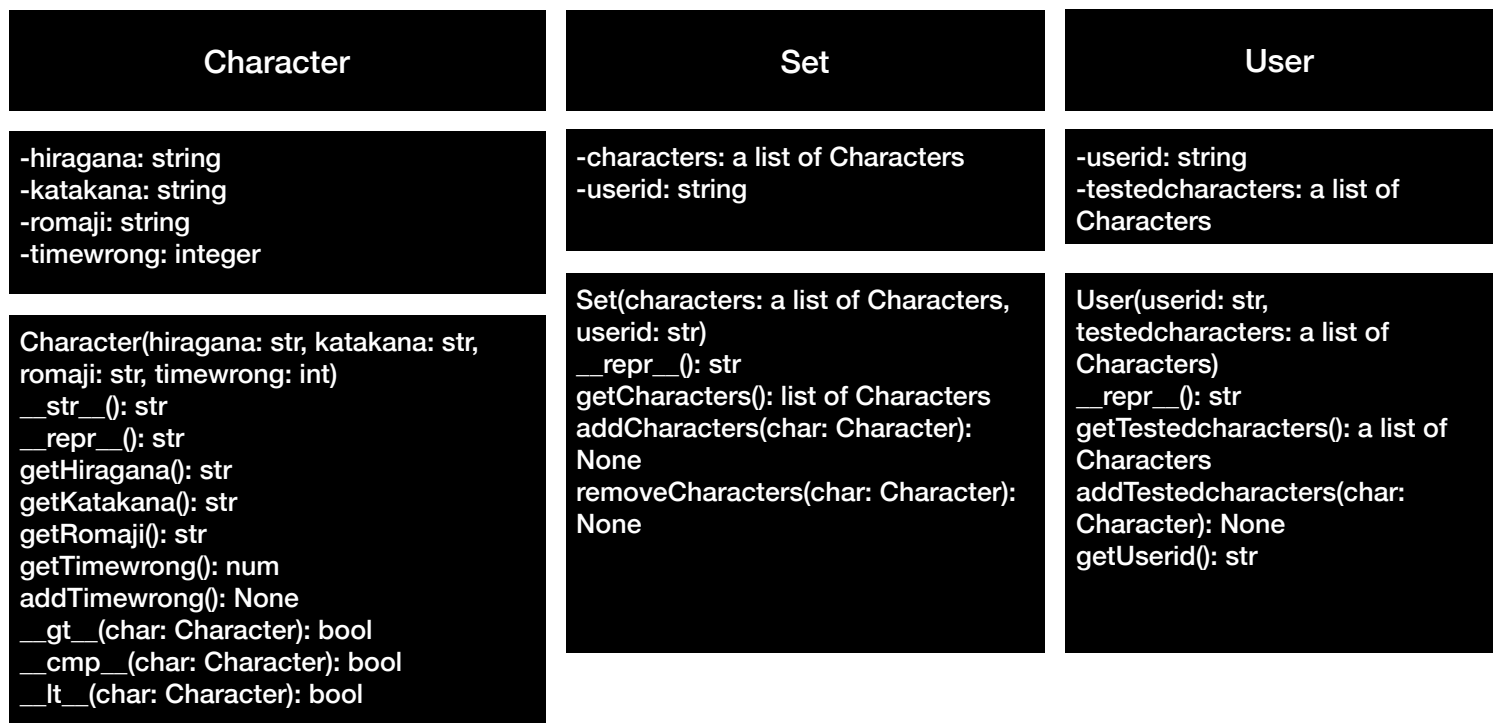 Character
-hiragana: string
-katakana: string
-romaji: string
-timewrong: integer
Character(hiragana: str, katakana: str,
romaji: str, timewrong: int)
__str__(): str
__repr__(): str
getHiragana(): str
getKatakana(): str
getRomaji(): str
getTimewrong(): num
addTimewrong(): None
__gt__(char: Character): bool
__cmp__(char: Character): bool
__lt__(char: Character): bool
Set
-characters: a list of Characters
-userid: string
Set(characters: a list of Characters,
userid: str)
__repr__(): str
getCharacters(): list of Characters
addCharacters(char: Character):
None
removeCharacters(char: Character):
None
User
-userid: string
-testedcharacters: a list of
Characters
User(userid: str,
testedcharacters: a list of
Characters)
__repr__(): str
getTestedcharacters(): a list of
Characters
addTestedcharacters(char:
Character): None
getUserid(): str